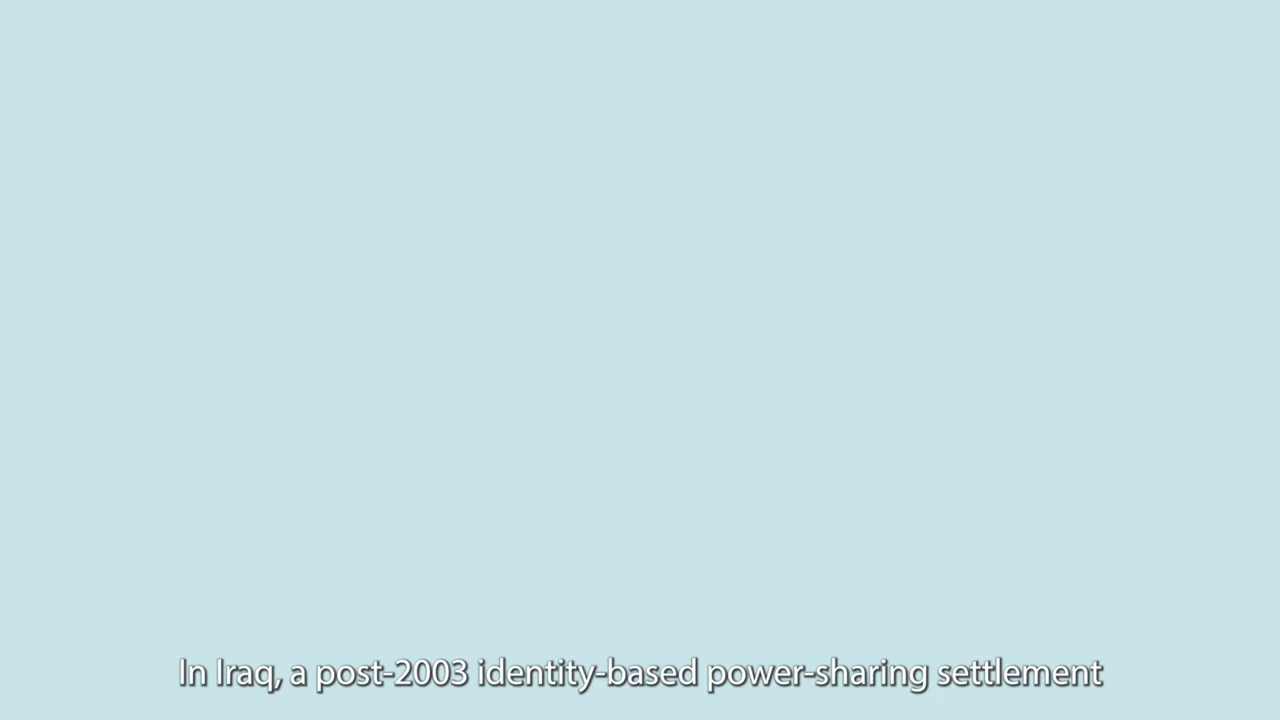 In Iraq, a post-2003 identity-based power-sharing settlement